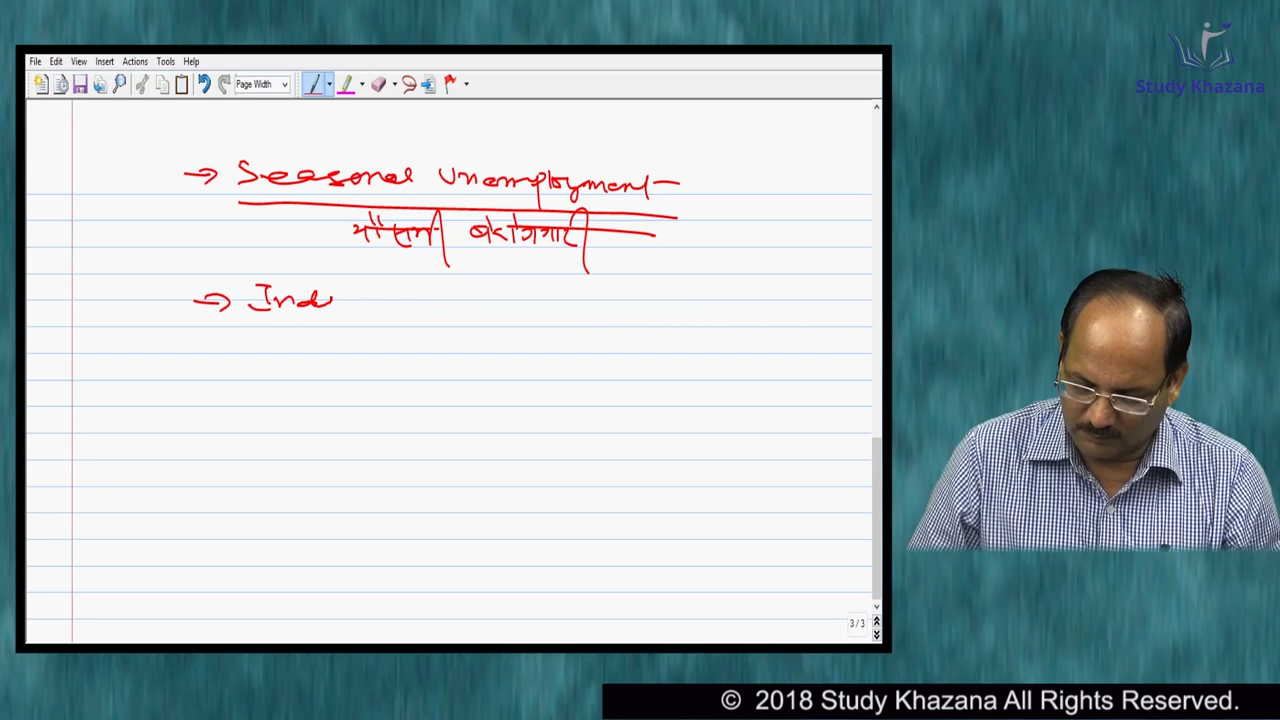 Study Khazana
File Edit View Insert Actions Tools Help
Page Width
→ Seasonal Unemployment -
मौसमी बेरोजगारी
→ Ind
3 / 3
© 2018 Study Khazana All Rights Reserved.